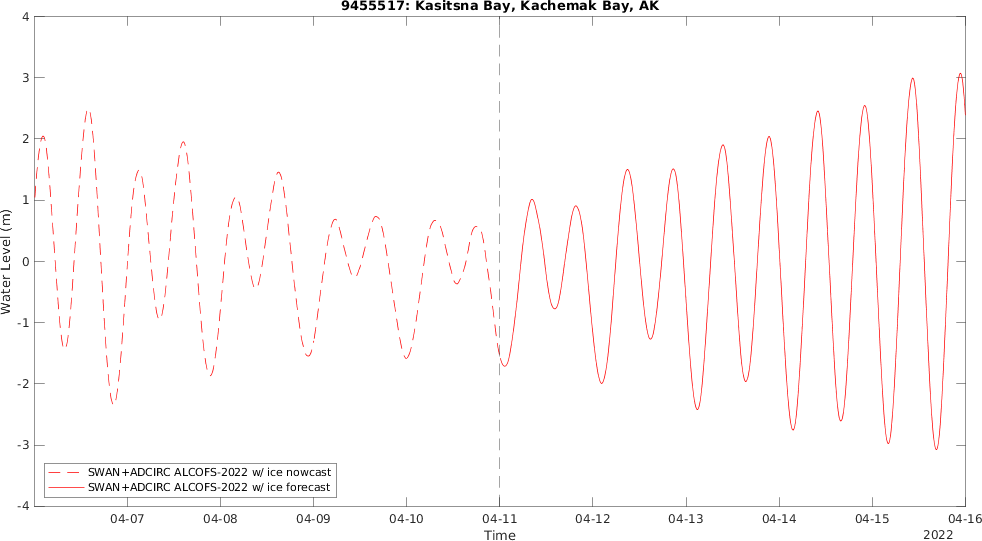 9455517: Kasitsna Bay, Kachemak Bay, AK
4
3
2
1
0
-1
-2
-3
-4
Water Level (m)
SWAN+ADCIRC ALCOFS-2022 w/ ice nowcast
SWAN+ADCIRC ALCOFS-2022 w/ ice forecast
04-07 04-08 04-09 04-10 04-11 04-12 04-13 04-14 04-15 04-16
Time
2022